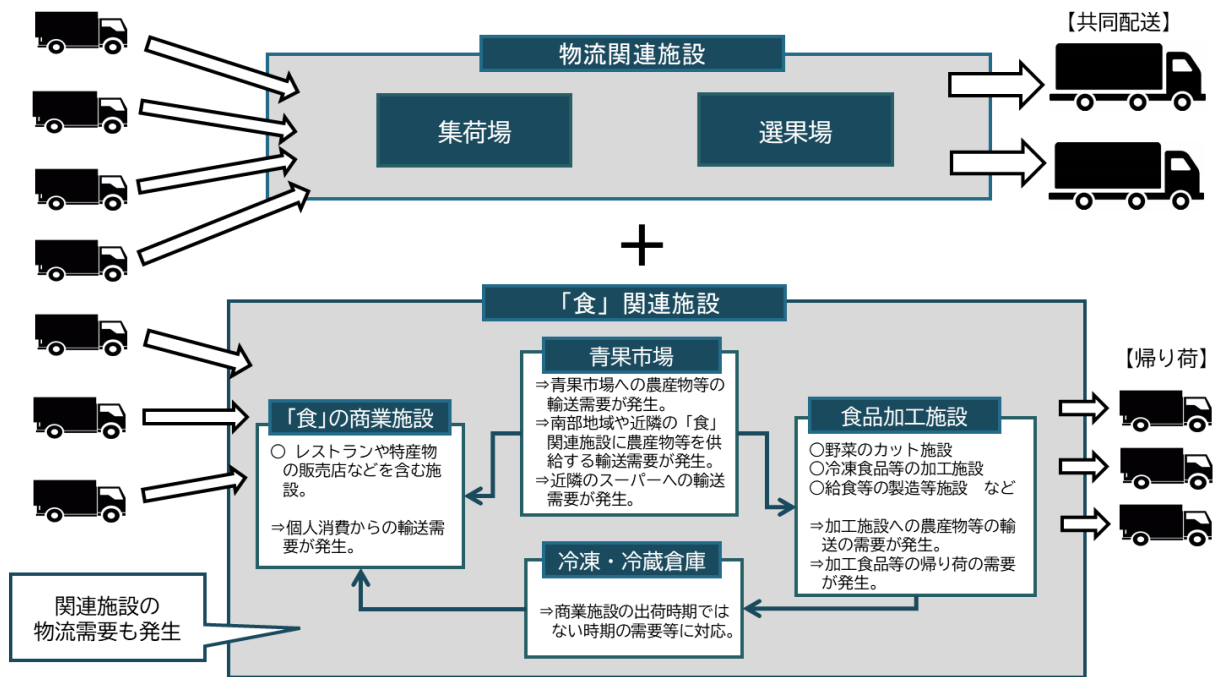 【共同配送】
物流関連施設
集荷場
選果場
＋
「食」関連施設
青果市場
⇒青果市場への農産物等の
輸送需要が発生。
⇒南部地域や近隣の「食」
関連施設に農産物等を供
給する輸送需要が発生。
⇒近隣のスーパーへの輸送
需要が発生。
【帰り荷】
「食」の商業施設
○ レストランや特産物
の販売店などを含む施
設。
⇒個人消費からの輸送需
要が発生。
食品加工施設
○野菜のカット施設
○冷凍食品等の加工施設
○給食等の製造等施設　など
⇒加工施設への農産物等の輸
送の需要が発生。
⇒加工食品等の帰り荷の需要
が発生。
冷凍・冷蔵倉庫
⇒商業施設の出荷時期では
ない時期の需要等に対応。
関連施設の
物流需要も発生